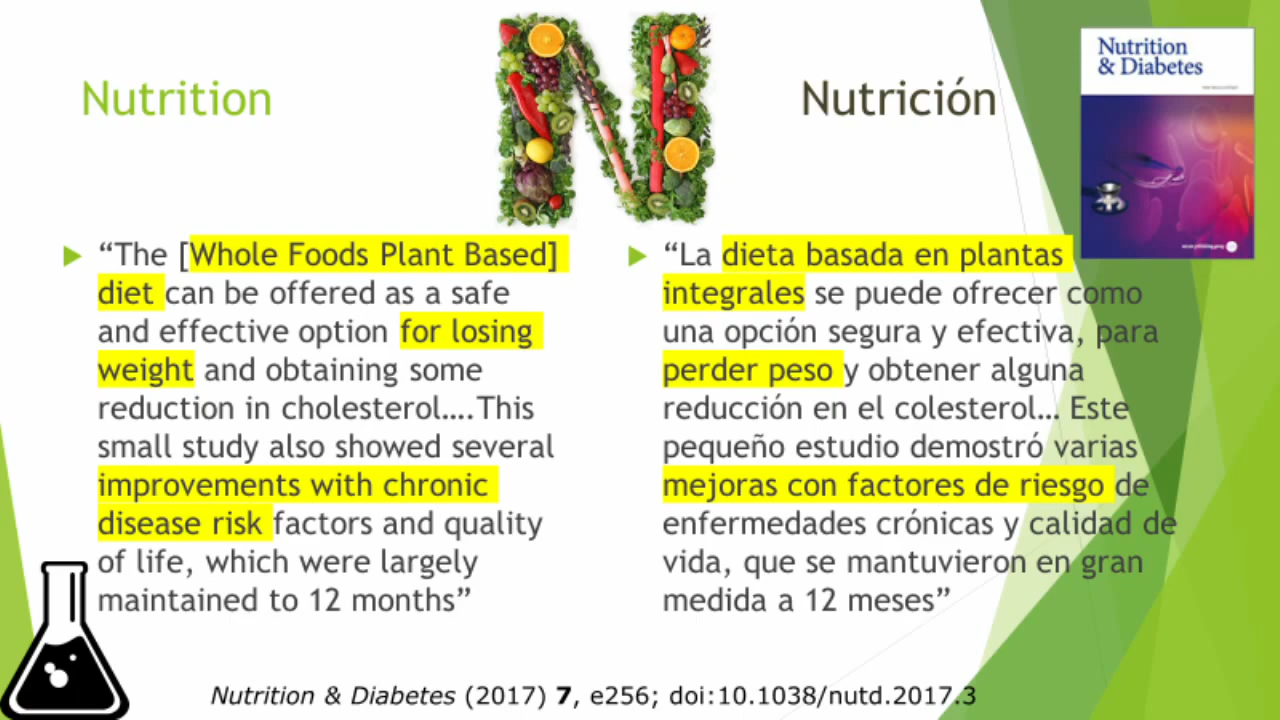 Nutrition
Nutrición
Nutrition
& Diabetes
“The [Whole Foods Plant Based]
diet can be offered as a safe
and effective option for losing
weight and obtaining some
reduction in cholesterol….This
small study also showed several
improvements with chronic
disease risk factors and quality
of life, which were largely
maintained to 12 months”
“La dieta basada en plantas
integrales se puede ofrecer como
una opción segura y efectiva, para
perder peso y obtener alguna
reducción en el colesterol… Este
pequeño estudio demostró varias
mejoras con factores de riesgo de
enfermedades crónicas y calidad de
vida, que se mantuvieron en gran
medida a 12 meses”
Nutrition & Diabetes (2017) 7, e256; doi:10.1038/nutd.2017.3